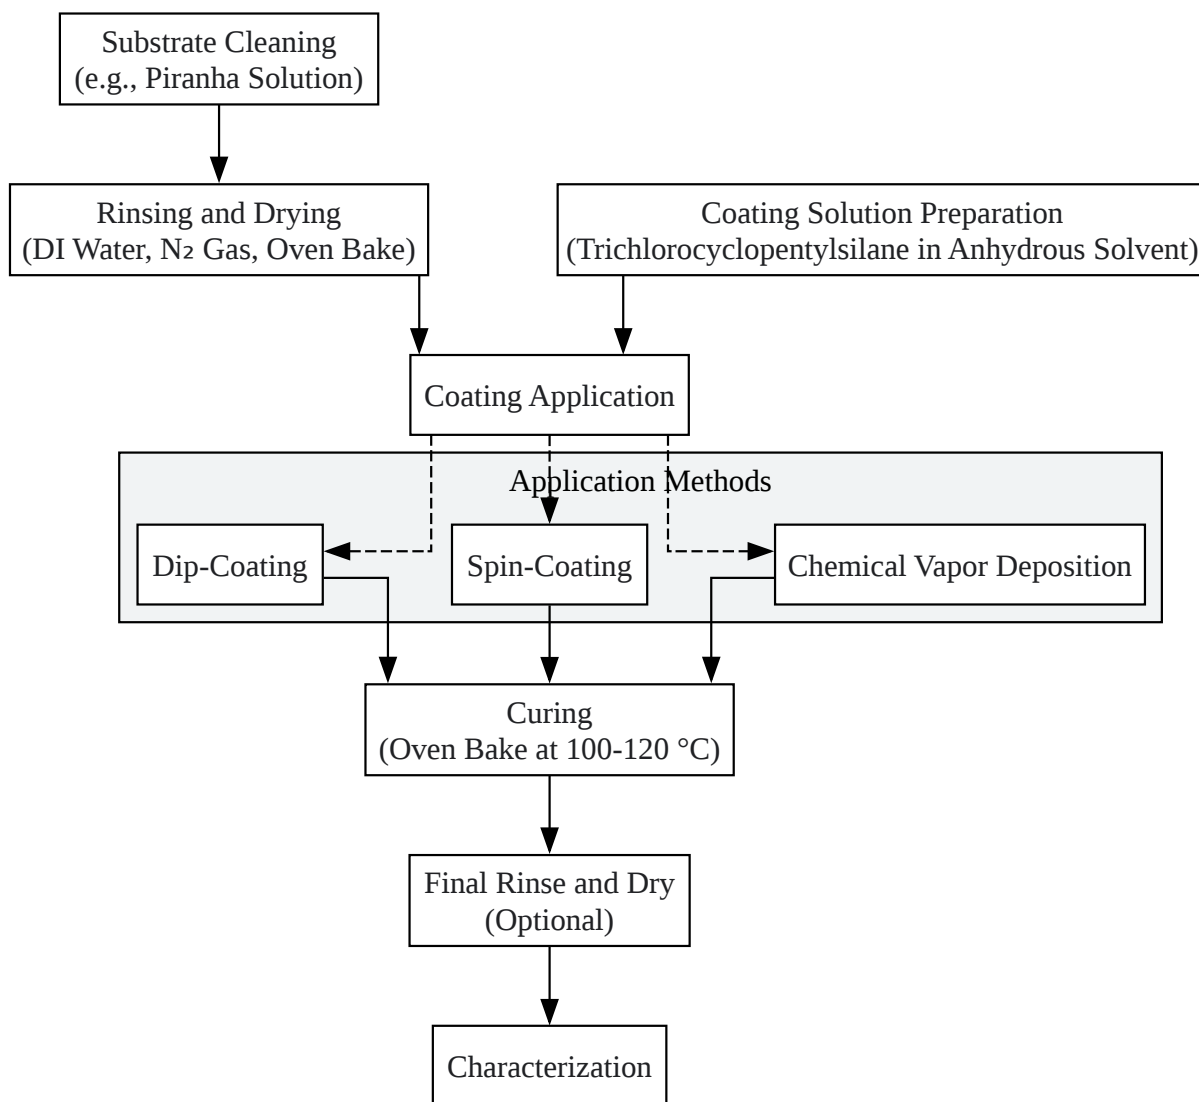 Substrate Cleaning
(e.g., Piranha Solution)
Rinsing and Drying
(DI Water, N₂ Gas, Oven Bake)
Coating Solution Preparation
(Trichlorocyclopentylsilane in Anhydrous Solvent)
Coating Application
Application Methods
Dip-Coating
Spin-Coating
Chemical Vapor Deposition
Curing
(Oven Bake at 100-120 °C)
Final Rinse and Dry
(Optional)
Characterization